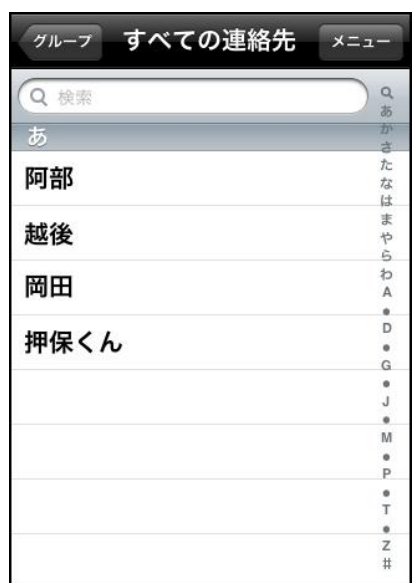 グループ すべての連絡先 メニュー
検索
あ
阿部
越後
岡田
押保くん
あ
か
さ
た
な
は
ま
や
ら
わ
A
●
D
●
G
●
J
●
M
●
P
●
T
●
Z
#